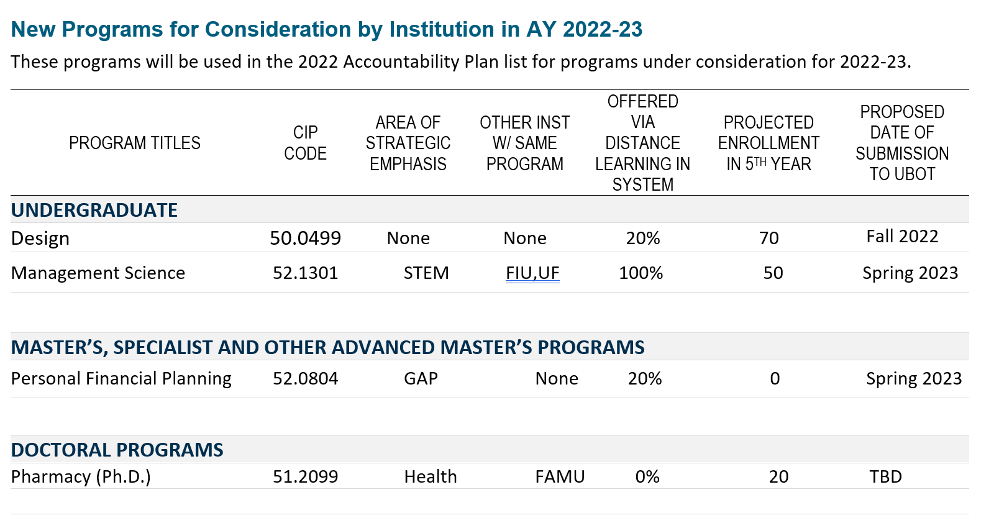 New Programs for Consideration by Institution in AY 2022-23
These programs will be used in the 2022 Accountability Plan list for programs under consideration for 2022-23.
PROGRAM TITLES
CIP
CODE
AREA OF
STRATEGIC
EMPHASIS
OTHER INST
W/ SAME
PROGRAM
OFFERED
VIA
DISTANCE
LEARNING IN
SYSTEM
PROJECTED
ENROLLMENT
IN 5TH YEAR
PROPOSED
DATE OF
SUBMISSION
TO UBOT
UNDERGRADUATE
Design 50.0499 None None 20% 70 Fall 2022
Management Science 52.1301 STEM FIU,UF 100% 50 Spring 2023
MASTER’S, SPECIALIST AND OTHER ADVANCED MASTER’S PROGRAMS
Personal Financial Planning 52.0804 GAP None 20% 0 Spring 2023
DOCTORAL PROGRAMS
Pharmacy (Ph.D.) 51.2099 Health FAMU 0% 20 TBD